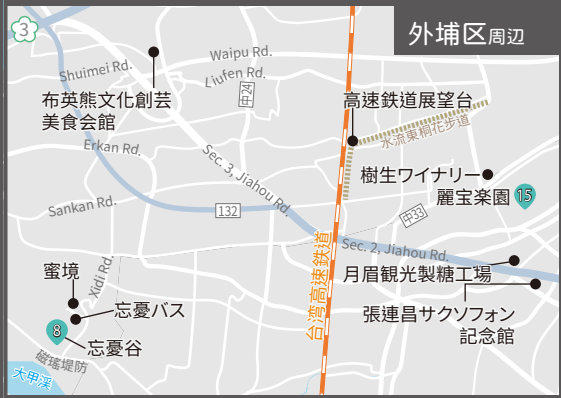 外埔区周辺
3
Waipu Rd.
Shuimei Rd.
Liufen Rd.
中24
布英熊文化創芸
美食会館
高速鉄道展望台
水流東桐花歩道
Erkan Rd.
Sec. 3, Jiahou Rd.
樹生ワイナリー
麗宝楽園
15
Sankan Rd.
132
中33
Sec. 2, Jiahou Rd.
台湾高速鉄道
月眉観光製糖工場
蜜境
Xidi Rd.
忘憂バス
張連昌サクソフォン
記念館
8
忘憂谷
磁瑤堤防
大甲渓